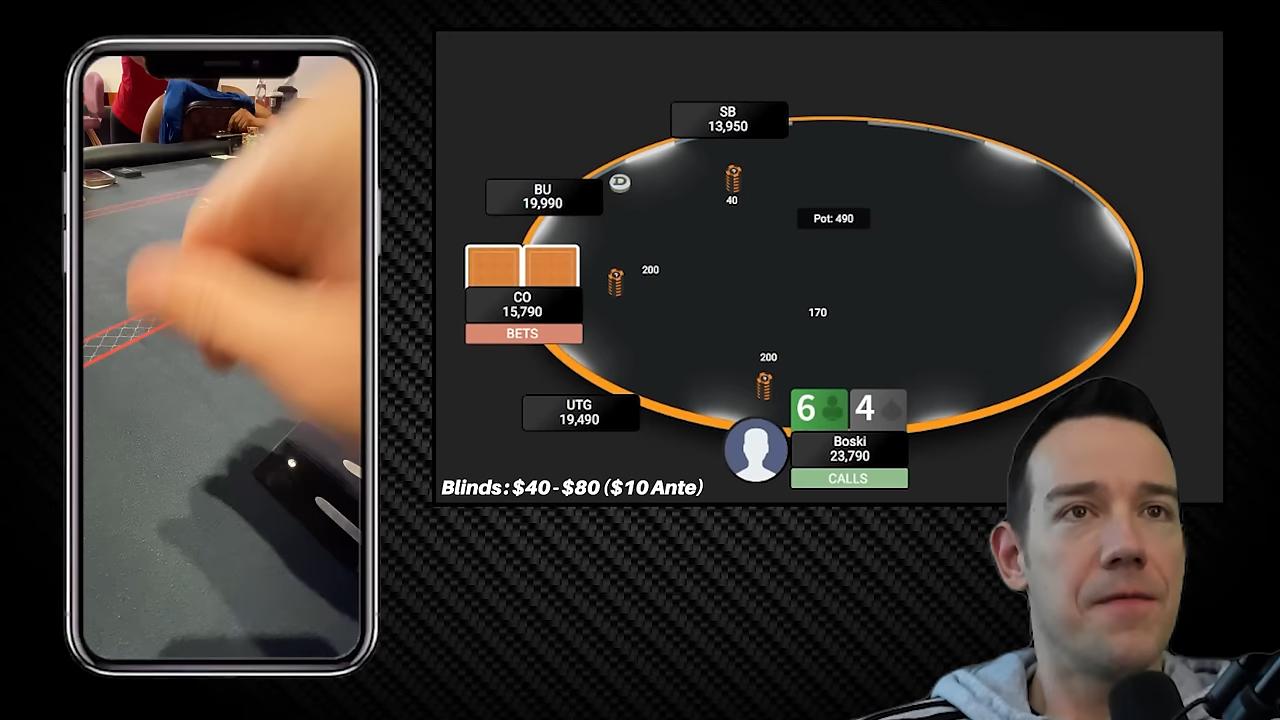 SB
13,950
BU
19,990
D
40
Pot: 490
200
CO
15,790
BETS
170
200
UTG
19,490
6 4
Boski
23,790
CALLS
Blinds: $40 - $80 ($10 Ante)